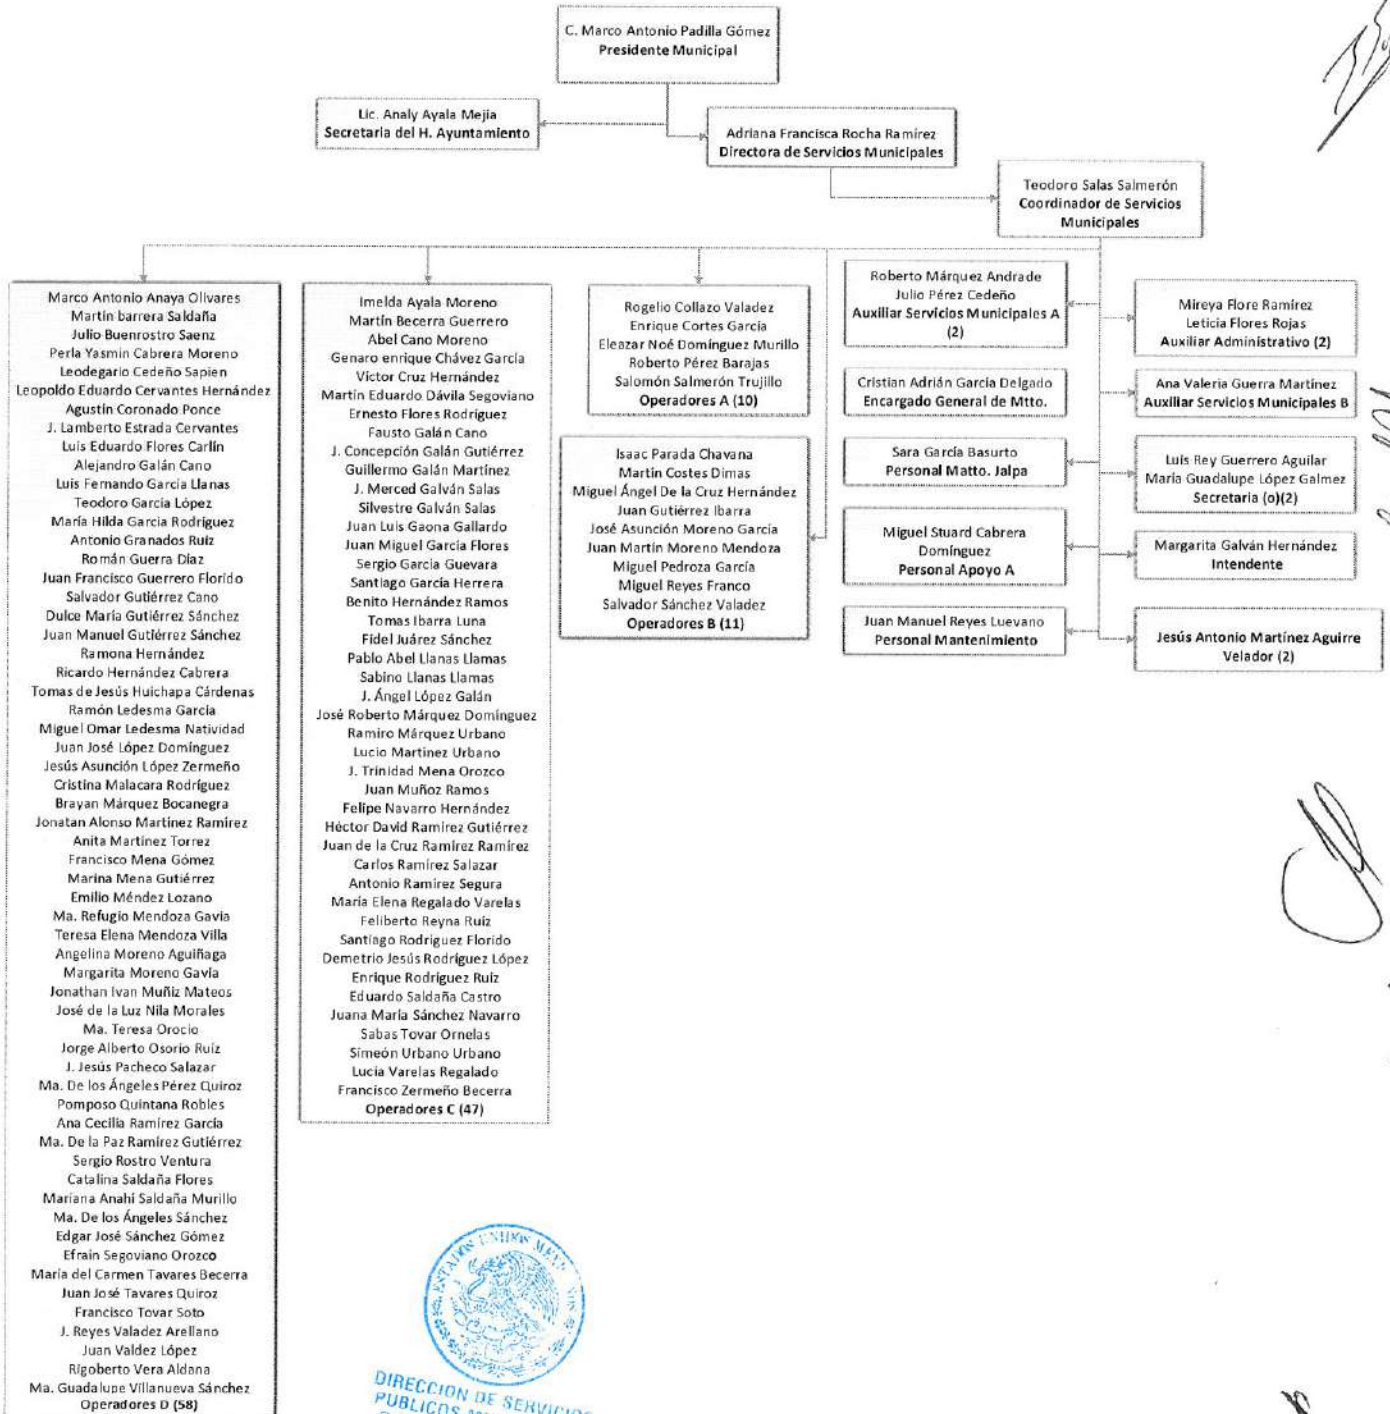 C. Marco Antonio Padilla Gómez
Presidente Municipal
Lic. Analy Ayala Mejia
Secretaria del H. Ayuntamiento
Adriana Francisca Rocha Ramírez
Directora de Servicios Municipales
Teodoro Salas Salmerón
Coordinador de Servicios
Municipales
Marco Antonio Anaya Olivares
Martin barrera Saldaña
Julio Buenrostro Saenz
Perla Yasmin Cabrera Moreno
Leodegario Cedeño Sapien
Leopoldo Eduardo Cervantes Hernández
Agustín Coronado Ponce
J. Lamberto Estrada Cervantes
Luis Eduardo Flores Carlín
Alejandro Galán Cano
Luis Fernando García Llanas
Teodoro Garcia López
María Hilda Garcia Rodríguez
Antonio Granados Ruiz
Román Guerra Díaz
Juan Francisco Guerrero Florido
Salvador Gutiérrez Cano
Dulce María Gutiérrez Sánchez
Juan Manuel Gutiérrez Sánchez
Ramona Hernández
Ricardo Hernández Cabrera
Tomas de Jesús Huichapa Cárdenas
Ramón Ledesma García
Miguel Omar Ledesma Natividad
Juan José López Domínguez
Jesús Asunción López Zermeño
Cristina Malacara Rodríguez
Brayan Márquez Bocanegra
Jonatan Alonso Martínez Ramírez
Anita Martínez Torrez
Francisco Mena Gómez
Marina Mena Gutiérrez
Emilio Méndez Lozano
Ma. Refugio Mendoza Gavia
Teresa Elena Mendoza Villa
Angelina Moreno Aguiñaga
Margarita Moreno Gavía
Jonathan Ivan Muñiz Mateos
José de la Luz Nila Morales
Ma. Teresa Orocio
Jorge Alberto Osorio Ruiz
J. Jesús Pacheco Salazar
Ma. De los Ángeles Pérez Quiroz
Pomposo Quintana Robles
Ana Cecilia Ramírez García
Ma. De la Paz Ramírez Gutiérrez
Sergio Rostro Ventura
Catalina Saldaña Flores
Mariana Anahí Saldaña Murillo
Ma. De los Ángeles Sánchez
Edgar José Sánchez Gómez
Efraín Segoviano Orozco
María del Carmen Tavares Becerra
Juan José Tavares Quiroz
Francisco Tovar Soto
J. Reyes Valadez Arellano
Juan Valdez López
Rigoberto Vera Aldana
Ma. Guadalupe Villanueva Sánchez
Operadores D (58)
Imelda Ayala Moreno
Martín Becerra Guerrero
Abel Cano Moreno
Genaro enrique Chávez García
Víctor Cruz Hernández
Martín Eduardo Dávila Segoviano
Ernesto Flores Rodríguez
Fausto Galán Cano
J. Concepción Galán Gutiérrez
Guillermo Galán Martínez
J. Merced Galván Salas
Silvestre Galván Salas
Juan Luis Gaona Gallardo
Juan Miguel García Flores
Sergio Garcia Guevara
Santiago García Herrera
Benito Hernández Ramos
Tomas Ibarra Luna
Fidel Juárez Sánchez
Pablo Abel Llanas Llamas
Sabino Llanas Llamas
J. Ángel López Galán
José Roberto Márquez Domínguez
Ramiro Márquez Urbano
Lucio Martínez Urbano
J. Trinidad Mena Orozco
Juan Muñoz Ramos
Felipe Navarro Hernández
Héctor David Ramírez Gutiérrez
Juan de la Cruz Ramírez Ramírez
Carlos Ramírez Salazar
Antonio Ramírez Segura
María Elena Regalado Varelas
Feliberto Reyna Ruiz
Santiago Rodríguez Florido
Demetrio Jesús Rodríguez López
Enrique Rodríguez Ruiz
Eduardo Saldaña Castro
Juana María Sánchez Navarro
Sabas Tovar Ornelas
Simeón Urbano Urbano
Lucia Varelas Regalado
Francisco Zermeño Becerra
Operadores C (47)
Rogelio Collazo Valadez
Enrique Cortes García
Eleazar Noé Domínguez Murillo
Roberto Pérez Barajas
Salomón Salmerón Trujillo
Operadores A (10)
Isaac Parada Chavana
Martin Costes Dimas
Miguel Ángel De la Cruz Hernández
Juan Gutiérrez Ibarra
José Asunción Moreno García
Juan Martín Moreno Mendoza
Miguel Pedroza García
Miguel Reyes Franco
Salvador Sánchez Valadez
Operadores B (11)
Roberto Márquez Andrade
Julio Pérez Cedeño
Auxiliar Servicios Municipales A
(2)
Cristian Adrián García Delgado
Encargado General de Mtto.
Sara García Basurto
Personal Matto. Jalpa
Miguel Stuard Cabrera
Domínguez
Personal Apoyo A
Juan Manuel Reyes Luevano
Personal Mantenimiento
Mireya Flore Ramírez
Leticia Flores Rojas
Auxiliar Administrativo (2)
Ana Valeria Guerra Martínez
Auxiliar Servicios Municipales B
Luis Rey Guerrero Aguilar
María Guadalupe López Galmez
Secretaria (o)(2)
Margarita Galván Hernández
Intendente
Jesús Antonio Martínez Aguirre
Velador (2)
ESTADOS UNIDOS
DIRECCION DE SERVICIOS
PUBLICOS